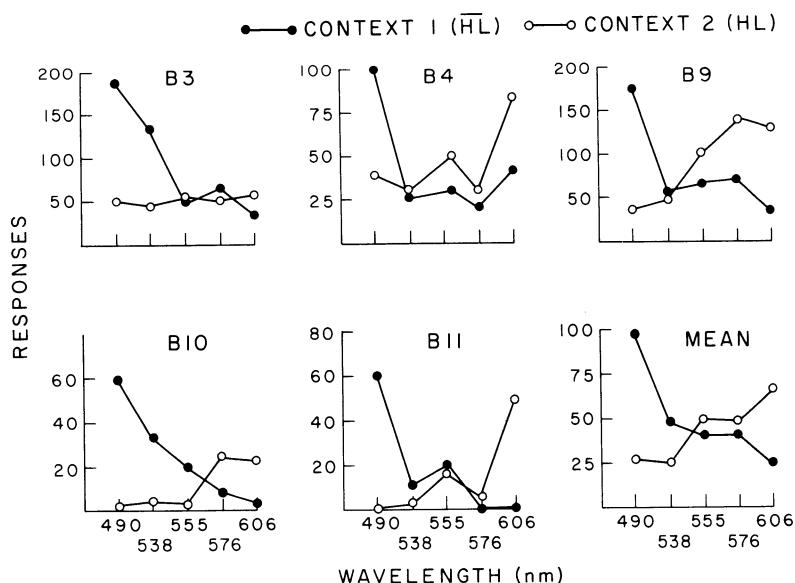 CONTEXT 1 (H̅L̅) CONTEXT 2 (HL)
B3 B4 B9
200 150 100 50
100 75 50 25
200 150 100 50
RESPONSES
B10 B11 MEAN
60 40 20
80 60 40 20
100 75 50 25
490 555 606 490 555 606 490 555 606
538 576 538 576 538 576
WAVELENGTH (nm)